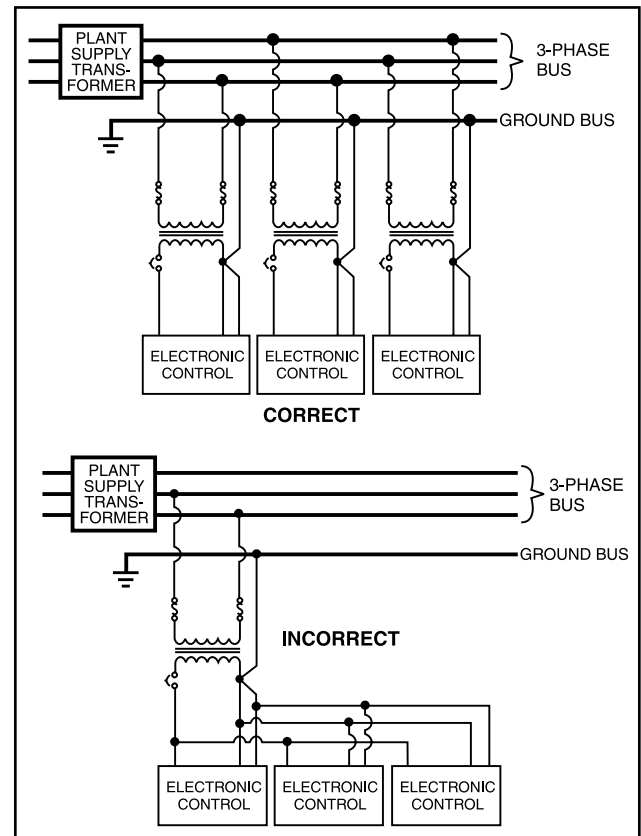 PLANT
SUPPLY
TRANS-
FORMER
3-PHASE
BUS
GROUND BUS
ELECTRONIC
CONTROL
ELECTRONIC
CONTROL
ELECTRONIC
CONTROL
CORRECT
PLANT
SUPPLY
TRANS-
FORMER
3-PHASE
BUS
GROUND BUS
INCORRECT
ELECTRONIC
CONTROL
ELECTRONIC
CONTROL
ELECTRONIC
CONTROL